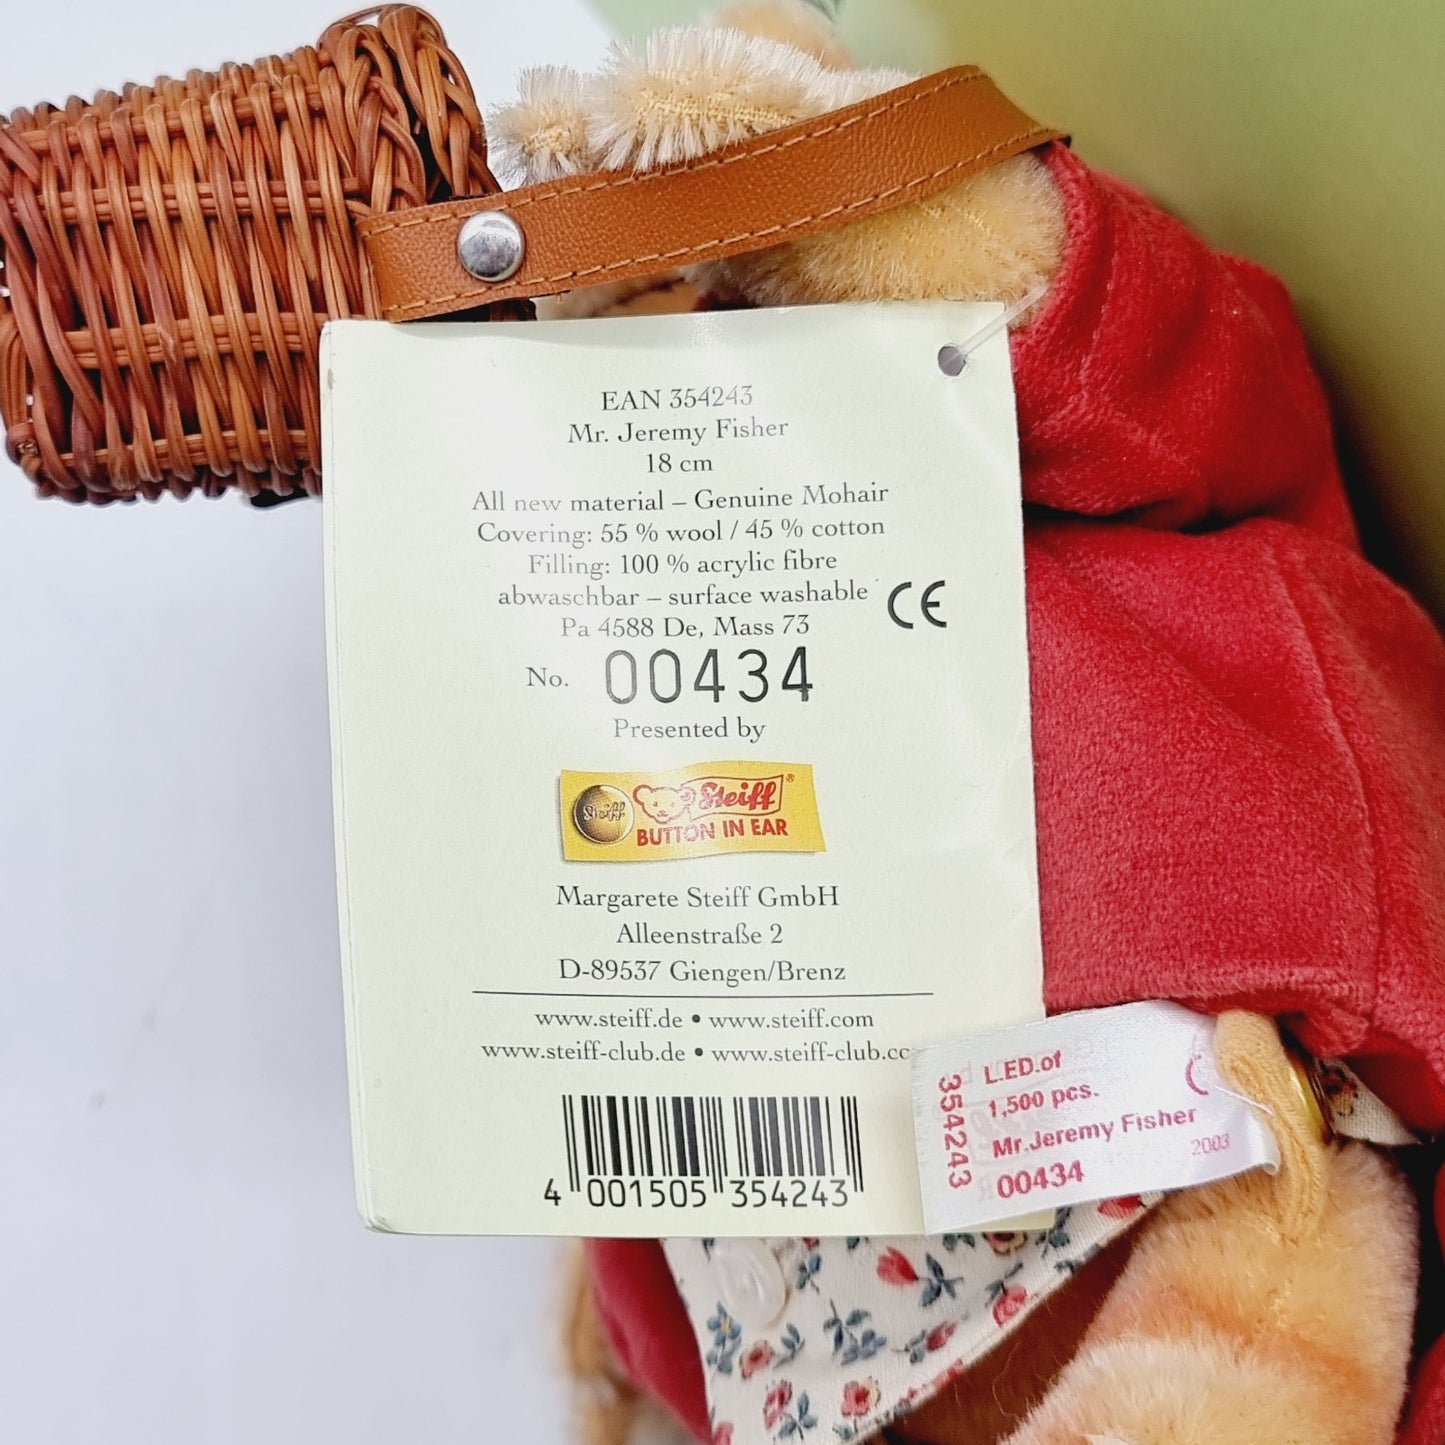 EAN 354243
Mr. Jeremy Fisher
18 cm
All new material – Genuine Mohair
Covering: 55 % wool / 45 % cotton
Filling: 100 % acrylic fibre
abwaschbar – surface washable CE
Pa 4588 De, Mass 73
No. 00434
Presented by
Steiff Steiff®
BUTTON IN EAR
Margarete Steiff GmbH
Alleenstraße 2
D-89537 Giengen/Brenz
www.steiff.de • www.steiff.com
www.steiff-club.de • www.steiff-club.co
4 001505 354243
354243
L.ED.of
1,500 pcs.
Mr.Jeremy Fisher
00434 2003